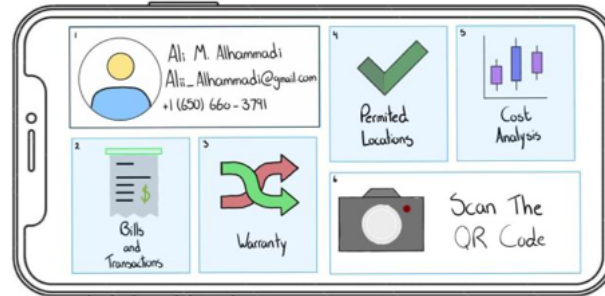 1
Ali M. Alhammadi
Alii_Alhammadi@gmail.com
+1 (650) 660-3791
2
$
Bills
and
Transactions
3
Warranty
4
Permited
Locations
5
Cost
Analysis
6
Scan The
QR Code